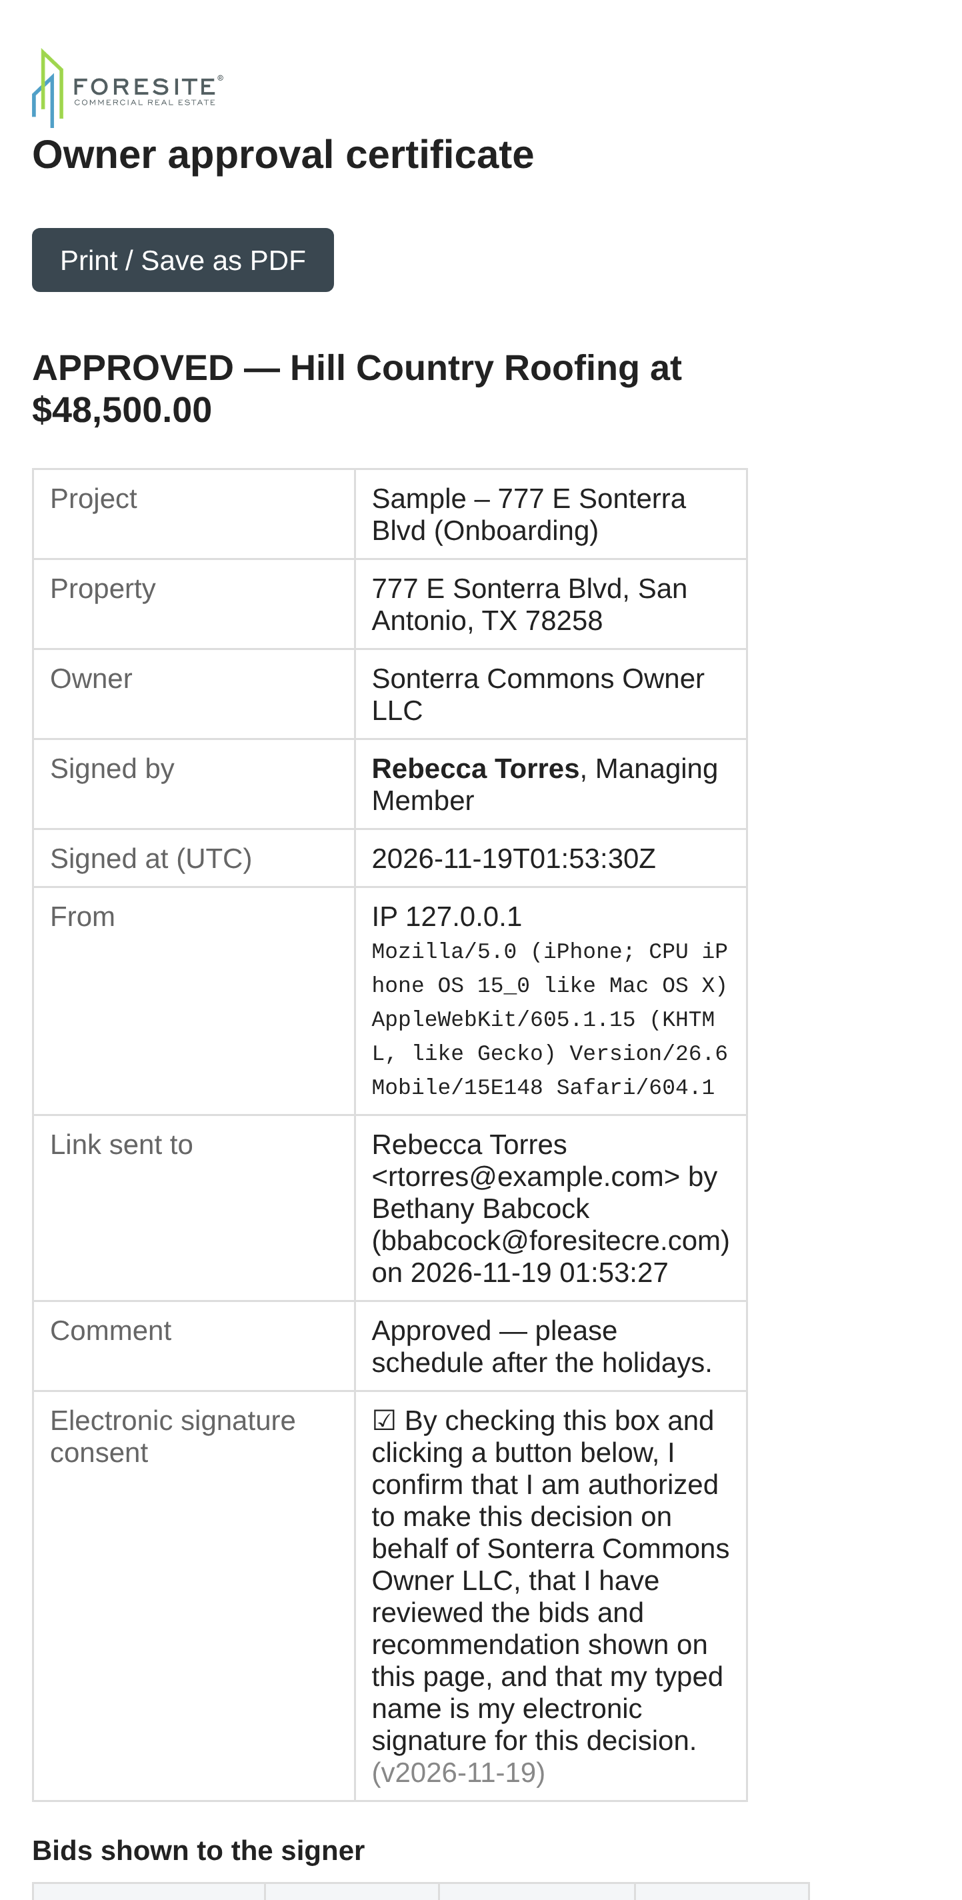 FORESITE®
COMMERCIAL REAL ESTATE
Owner approval certificate
Print / Save as PDF
APPROVED — Hill Country Roofing at
$48,500.00
Project
Sample – 777 E Sonterra
Blvd (Onboarding)
Property
777 E Sonterra Blvd, San
Antonio, TX 78258
Owner
Sonterra Commons Owner
LLC
Signed by
Rebecca Torres, Managing
Member
Signed at (UTC)
2026-11-19T01:53:30Z
From
IP 127.0.0.1
Mozilla/5.0 (iPhone; CPU iP
hone OS 15_0 like Mac OS X)
AppleWebKit/605.1.15 (KHTM
L, like Gecko) Version/26.6
Mobile/15E148 Safari/604.1
Link sent to
Rebecca Torres
<rtorres@example.com> by
Bethany Babcock
(bbabcock@foresitecre.com)
on 2026-11-19 01:53:27
Comment
Approved — please
schedule after the holidays.
Electronic signature
consent
☑ By checking this box and
clicking a button below, I
confirm that I am authorized
to make this decision on
behalf of Sonterra Commons
Owner LLC, that I have
reviewed the bids and
recommendation shown on
this page, and that my typed
name is my electronic
signature for this decision.
(v2026-11-19)
Bids shown to the signer